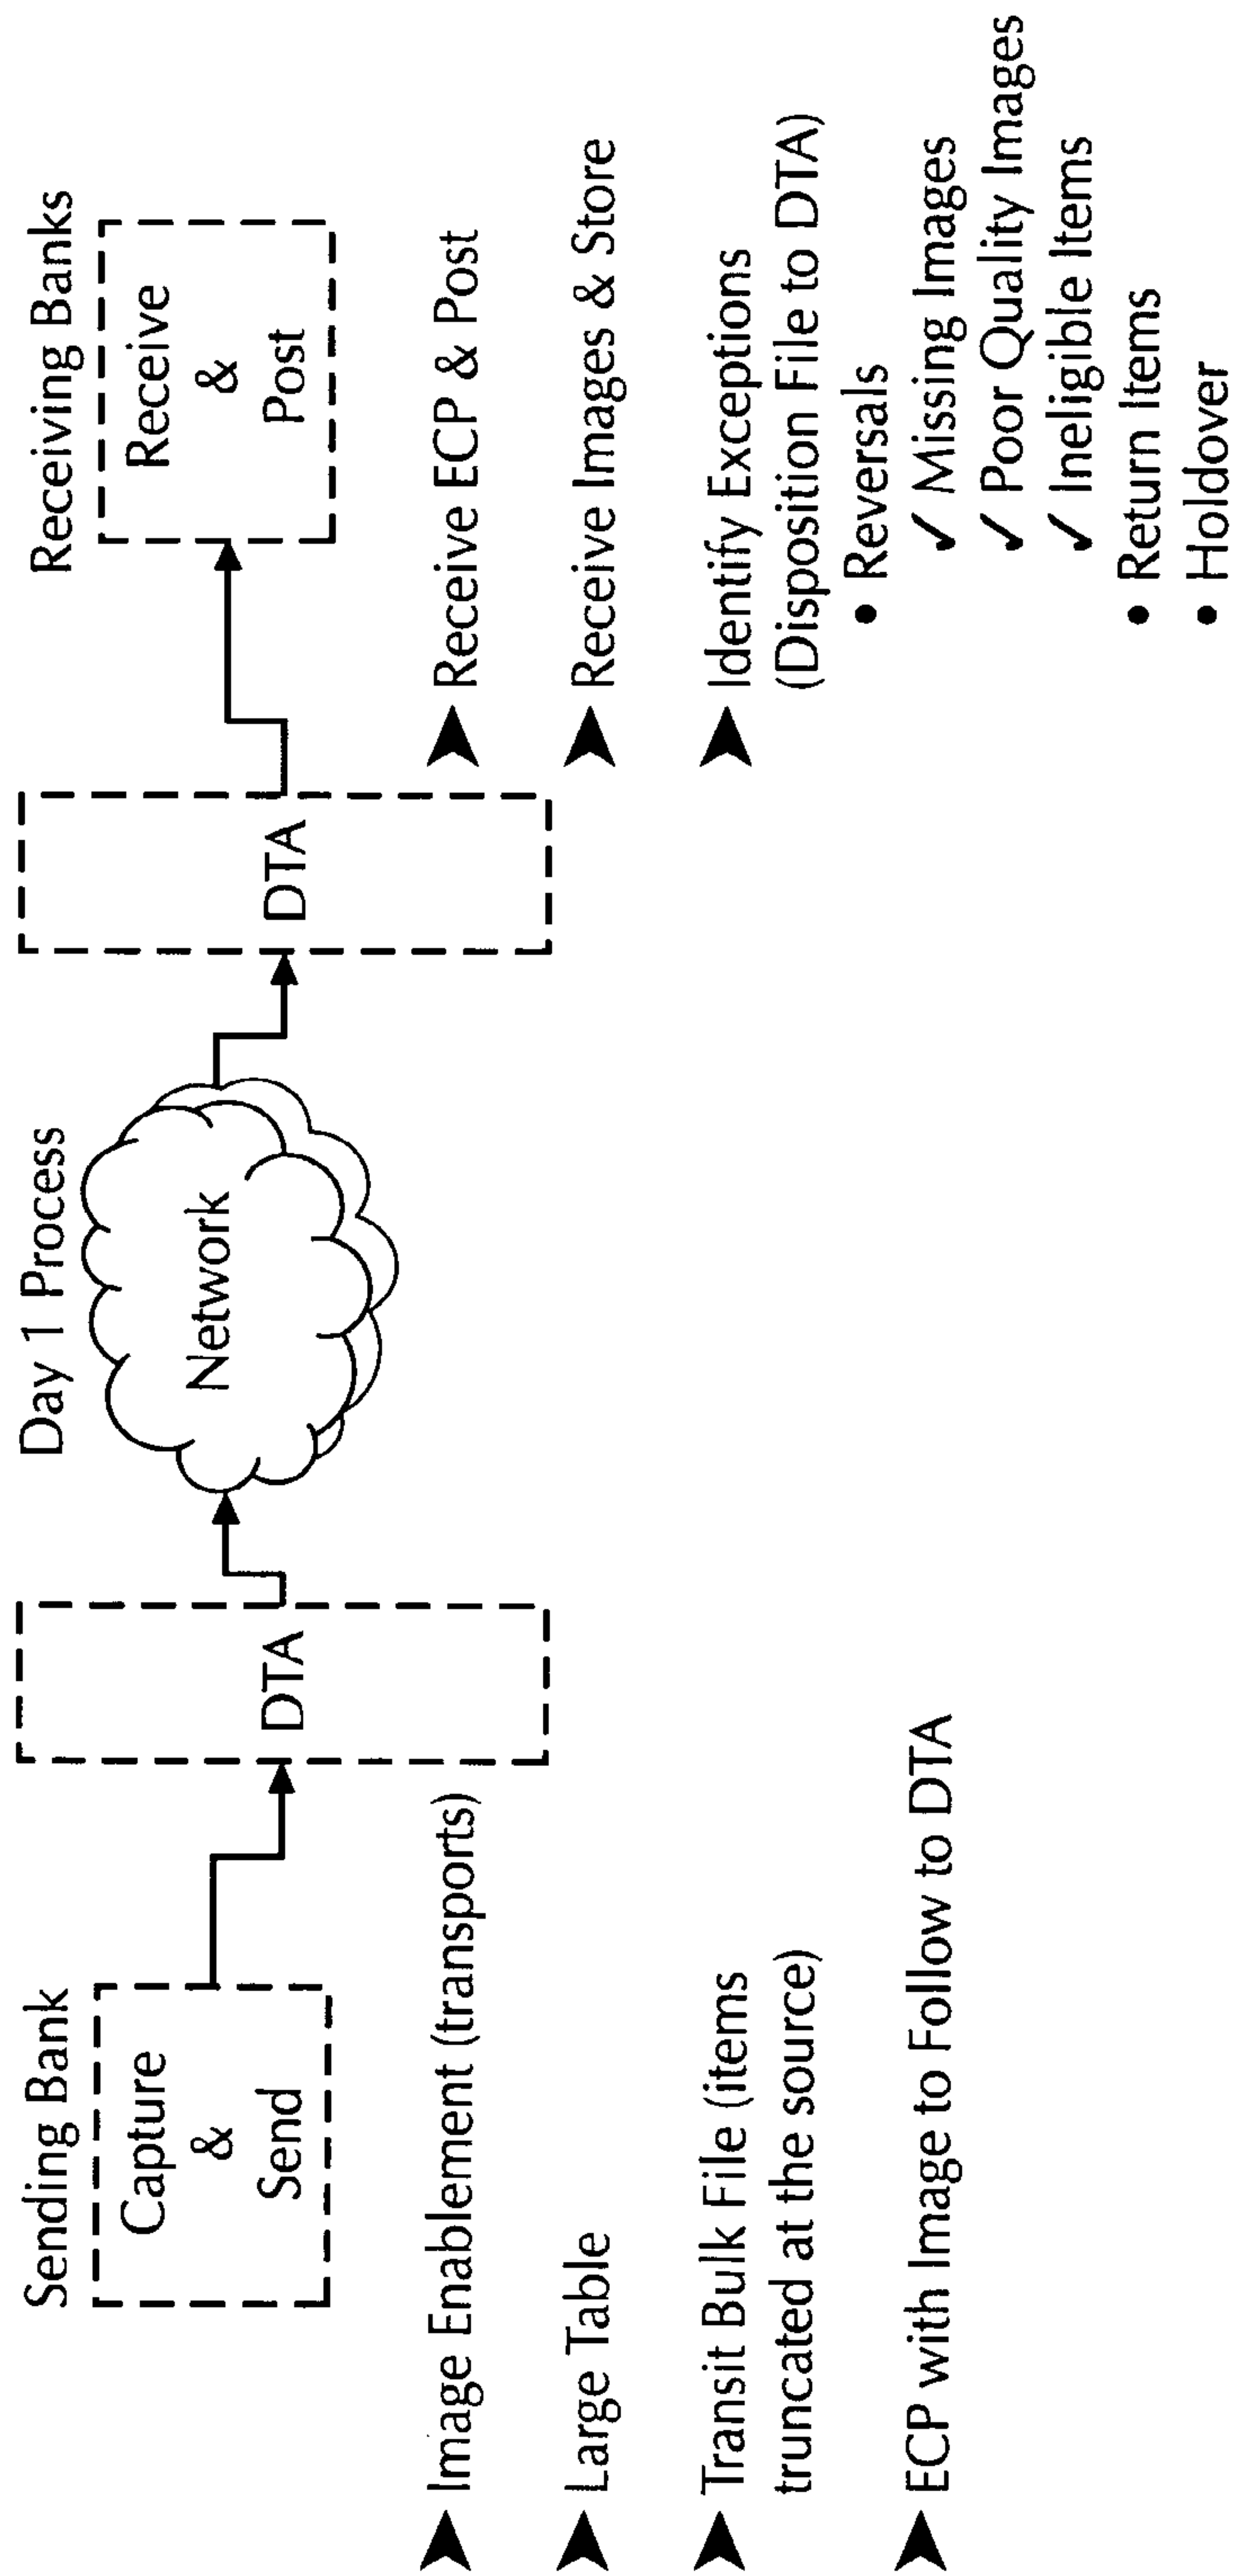 Day 1 Process
Sending Bank
Capture
&
Send
DTA
Network
DTA
Receiving Banks
Receive
&
Post
➤ Image Enablement (transports)
➤ Large Table
➤ Transit Bulk File (items
truncated at the source)
➤ ECP with Image to Follow to DTA
➤ Receive ECP & Post
➤ Receive Images & Store
➤ Identify Exceptions
(Disposition File to DTA)
• Reversals
✓ Missing Images
✓ Poor Quality Images
✓ Ineligible Items
• Return Items
• Holdover